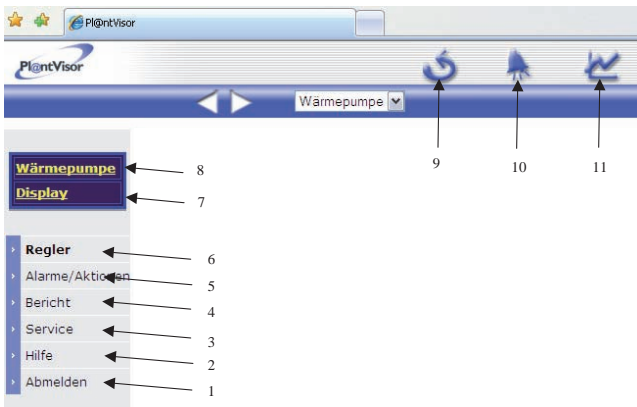 Pl@ntVisor
Pl@ntVisor
Wärmepumpe
9
10
11
Wärmepumpe
8
Display
7
Regler
6
Alarme/Aktionen
5
Bericht
4
Service
3
Hilfe
2
Abmelden
1